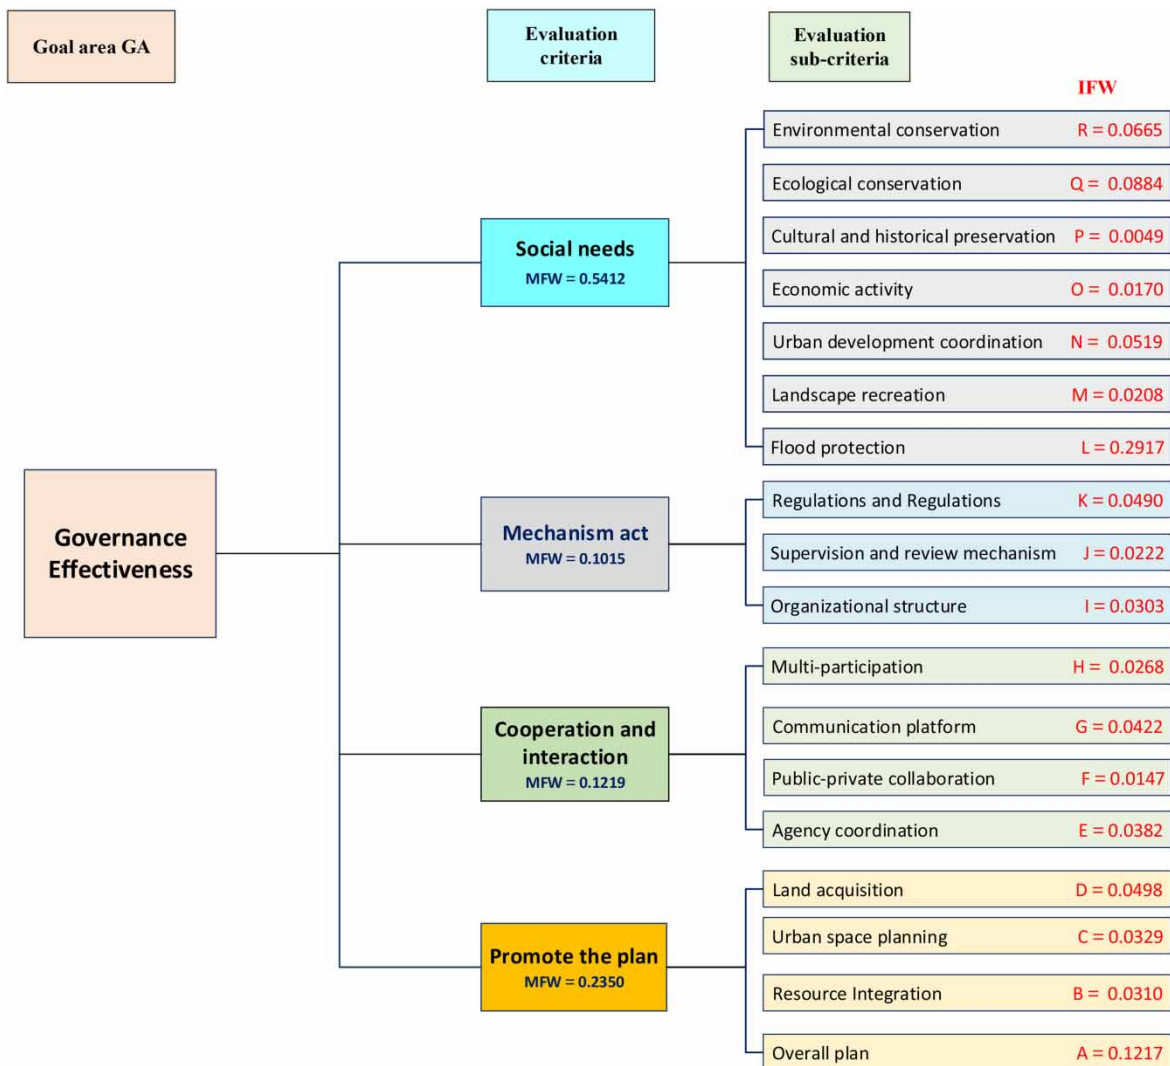 Goal area GA
Evaluation
criteria
Evaluation
sub-criteria
IFW
Environmental conservation R = 0.0665
Ecological conservation Q = 0.0884
Cultural and historical preservation P = 0.0049
Economic activity O = 0.0170
Urban development coordination N = 0.0519
Landscape recreation M = 0.0208
Flood protection L = 0.2917
Social needs
MFW = 0.5412
Regulations and Regulations K = 0.0490
Supervision and review mechanism J = 0.0222
Organizational structure I = 0.0303
Mechanism act
MFW = 0.1015
Governance
Effectiveness
Multi-participation H = 0.0268
Communication platform G = 0.0422
Public-private collaboration F = 0.0147
Agency coordination E = 0.0382
Cooperation and
interaction
MFW = 0.1219
Land acquisition D = 0.0498
Urban space planning C = 0.0329
Resource Integration B = 0.0310
Overall plan A = 0.1217
Promote the plan
MFW = 0.2350